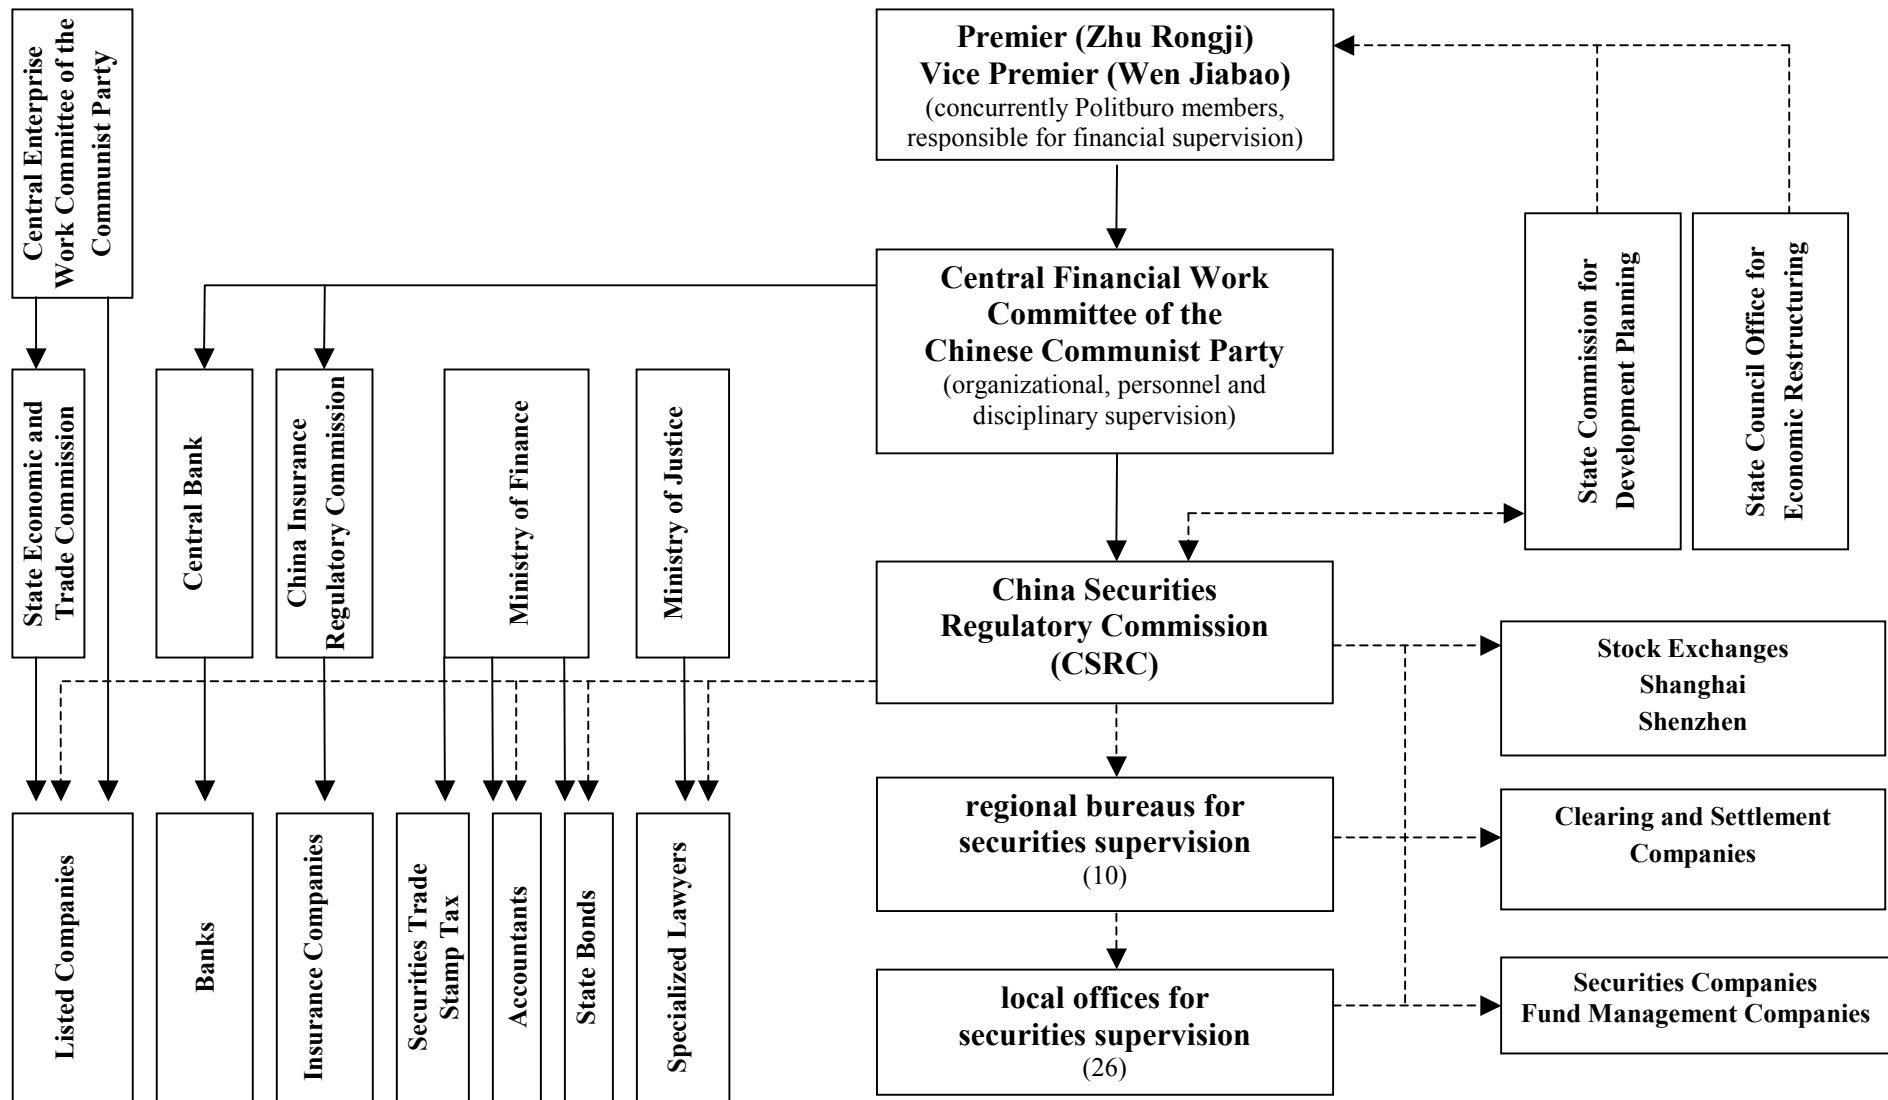 Central Enterprise
Work Committee of the
Communist Party
Premier (Zhu Rongji)
Vice Premier (Wen Jiabao)
(concurrently Politburo members,
responsible for financial supervision)
Central Financial Work
Committee of the
Chinese Communist Party
(organizational, personnel and
disciplinary supervision)
State Commission for
Development Planning
State Council Office for
Economic Restructuring
State Economic and
Trade Commission
Central Bank
China Insurance
Regulatory Commission
Ministry of Finance
Ministry of Justice
China Securities
Regulatory Commission
(CSRC)
Stock Exchanges
Shanghai
Shenzhen
regional bureaus for
securities supervision
(10)
Clearing and Settlement
Companies
local offices for
securities supervision
(26)
Securities Companies
Fund Management Companies
Listed Companies
Banks
Insurance Companies
Securities Trade
Stamp Tax
Accountants
State Bonds
Specialized Lawyers